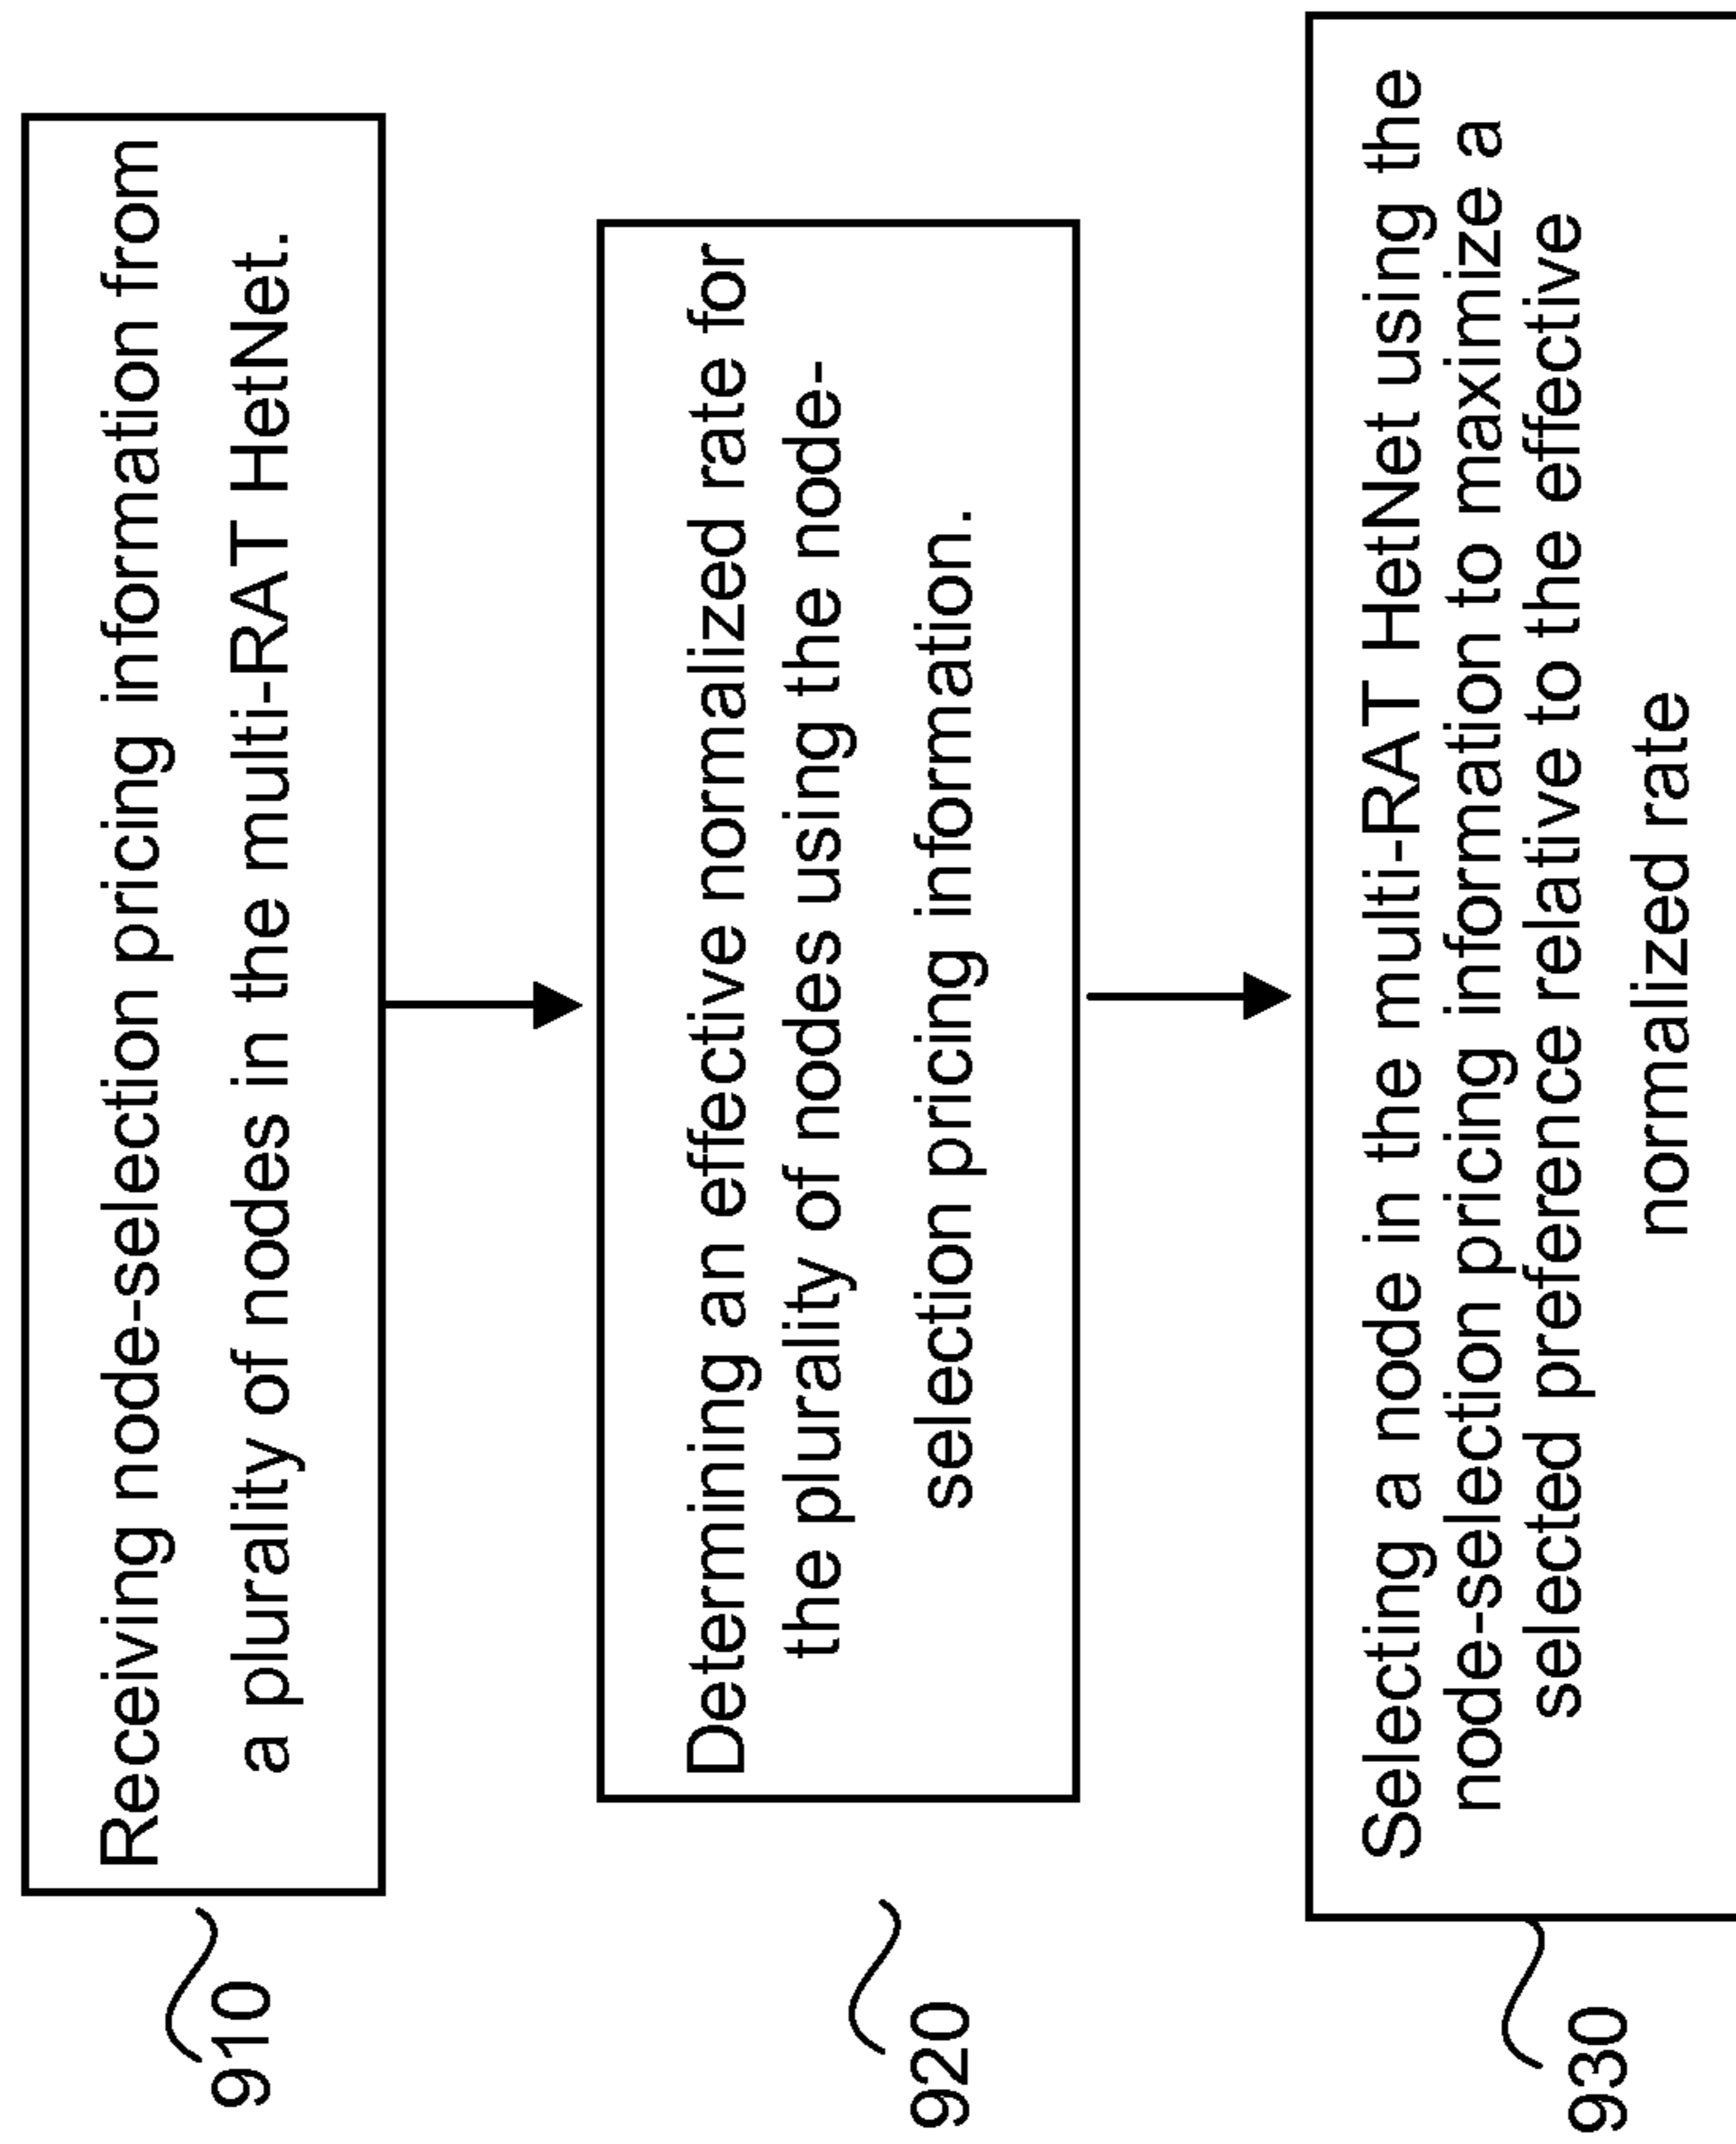 910
Receiving node-selection pricing information from
a plurality of nodes in the multi-RAT HetNet.
920
Determining an effective normalized rate for
the plurality of nodes using the node-
selection pricing information.
930
Selecting a node in the multi-RAT HetNet using the
node-selection pricing information to maximize a
selected preference relative to the effective
normalized rate